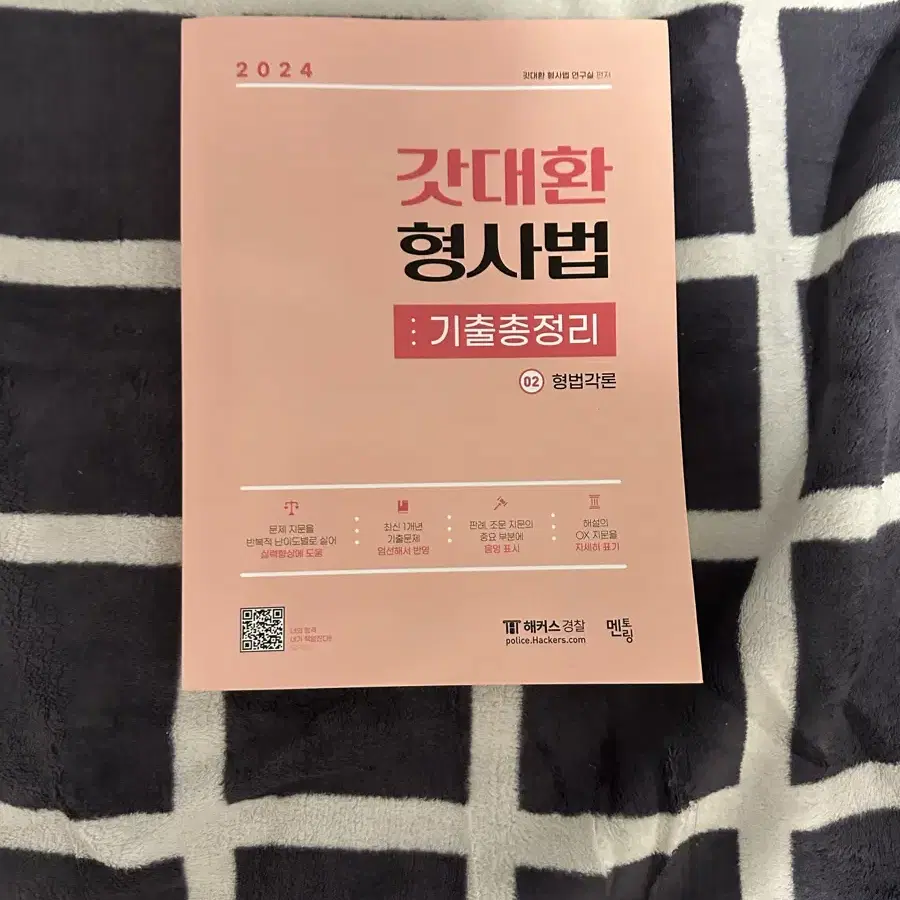 2024
갓대환 형사법 연구실 편저
갓대환
형사법
기출총정리
02 형법각론
문제 지문을
반복적 난이도별로 실어
실력향상에 도움
최신 1개년
기출문제
엄선해서 반영
판례, 조문 지문의
중요 부분에
음영 표시
해설의
OX 지문을
자세히 표기
해커스 경찰
police.Hackers.com
멘토링